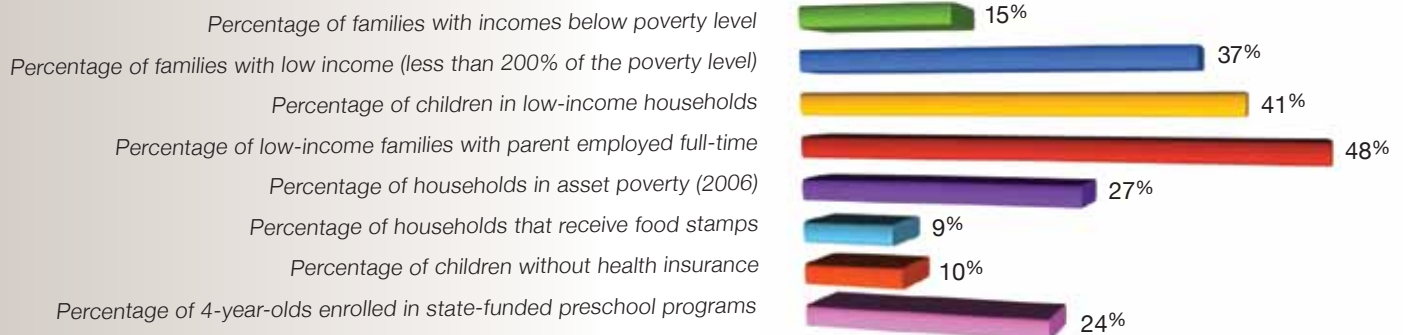 Percentage of families with incomes below poverty level 15%
Percentage of families with low income (less than 200% of the poverty level) 37%
Percentage of children in low-income households 41%
Percentage of low-income families with parent employed full-time 48%
Percentage of households in asset poverty (2006) 27%
Percentage of households that receive food stamps 9%
Percentage of children without health insurance 10%
Percentage of 4-year-olds enrolled in state-funded preschool programs 24%